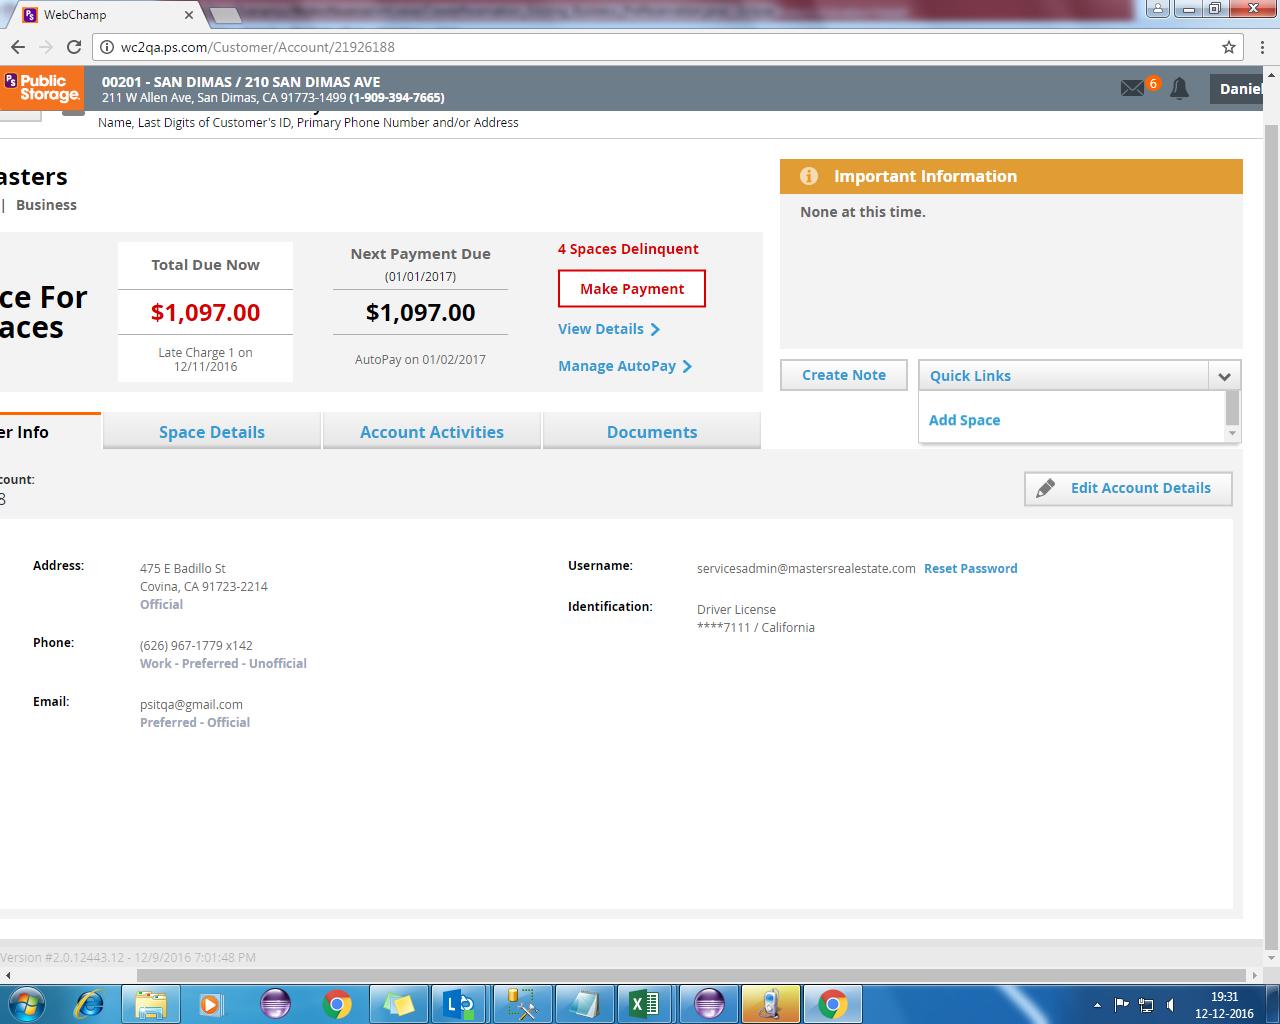 WebChamp
wc2qa.ps.com/Customer/Account/21926188
Public
Storage
00201 - SAN DIMAS / 210 SAN DIMAS AVE
211 W Allen Ave, San Dimas, CA 91773-1499 (1-909-394-7665)
6
Daniel
Name, Last Digits of Customer's ID, Primary Phone Number and/or Address
asters
| Business
Important Information
None at this time.
ce For
aces
Total Due Now
$1,097.00
Late Charge 1 on
12/11/2016
Next Payment Due
(01/01/2017)
$1,097.00
AutoPay on 01/02/2017
4 Spaces Delinquent
Make Payment
View Details
Manage AutoPay
Create Note
Quick Links
Add Space
er Info
Space Details
Account Activities
Documents
count:
8
Edit Account Details
Address:
475 E Badillo St
Covina, CA 91723-2214
Official
Phone:
(626) 967-1779 x142
Work - Preferred - Unofficial
Email:
psitqa@gmail.com
Preferred - Official
Username:
servicesadmin@mastersrealestate.com Reset Password
Identification:
Driver License
****7111 / California
Version #2.0.12443.12 - 12/9/2016 7:01:48 PM
19:31
12-12-2016